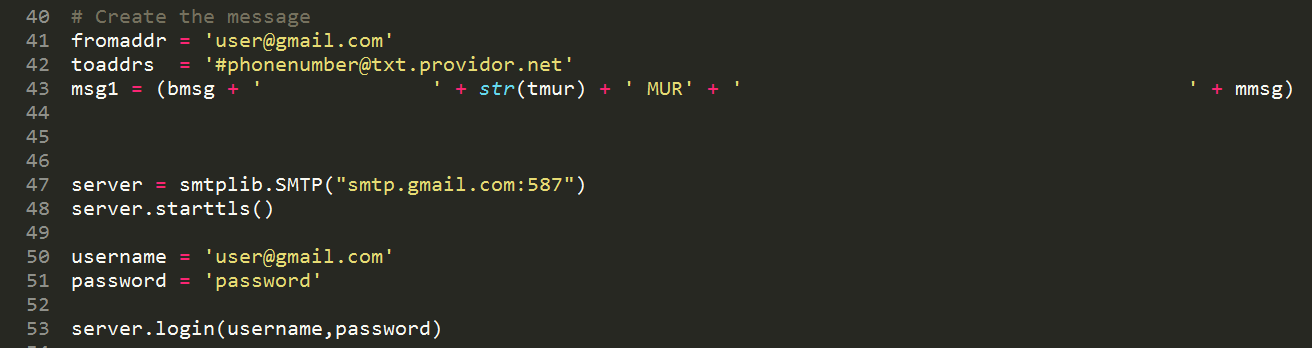 40 # Create the message
41 fromaddr = 'user@gmail.com'
42 toaddrs  = '#phonenumber@txt.providor.net'
43 msg1 = (bmsg + '              ' + str(tmur) + ' MUR' + '                                     ' + mmsg)
44
45
46
47 server = smtplib.SMTP("smtp.gmail.com:587")
48 server.starttls()
49
50 username = 'user@gmail.com'
51 password = 'password'
52
53 server.login(username,password)